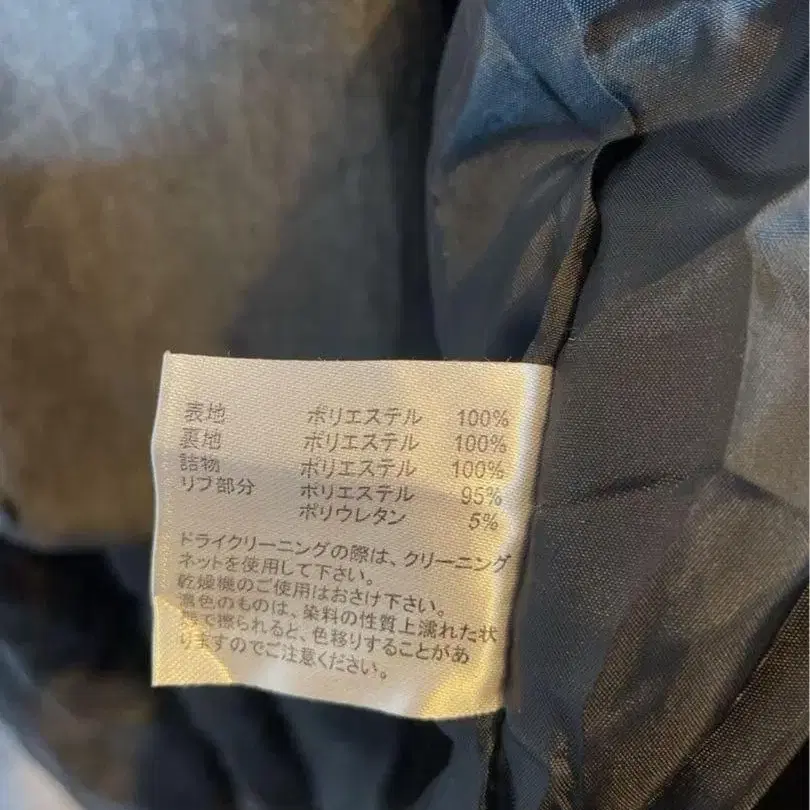 表地 ポリエステル 100%
裏地 ポリエステル 100%
詰物 ポリエステル 100%
リブ部分 ポリエステル 95%
ポリウレタン 5%
ドライクリーニングの際は、クリーニング
ネットを使用して下さい。
乾燥機のご使用はおさけ下さい。
濃色のものは、染料の性質上濡れた状
態で擦られると、色移りすることがあ
りますのでご注意ください。